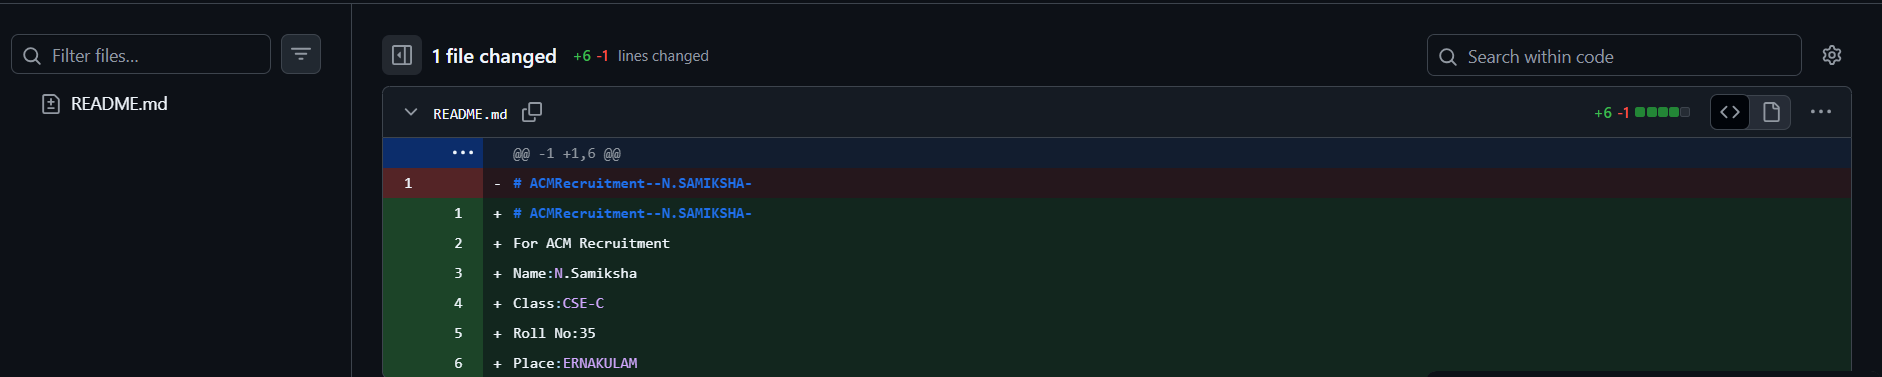 Filter files...
README.md
1 file changed +6 -1 lines changed
Search within code
README.md +6 -1
... @@ -1 +1,6 @@
1 - # ACMRecruitment--N.SAMIKSHA-
1 + # ACMRecruitment--N.SAMIKSHA-
2 + For ACM Recruitment
3 + Name:N.Samiksha
4 + Class:CSE-C
5 + Roll No:35
6 + Place:ERNAKULAM